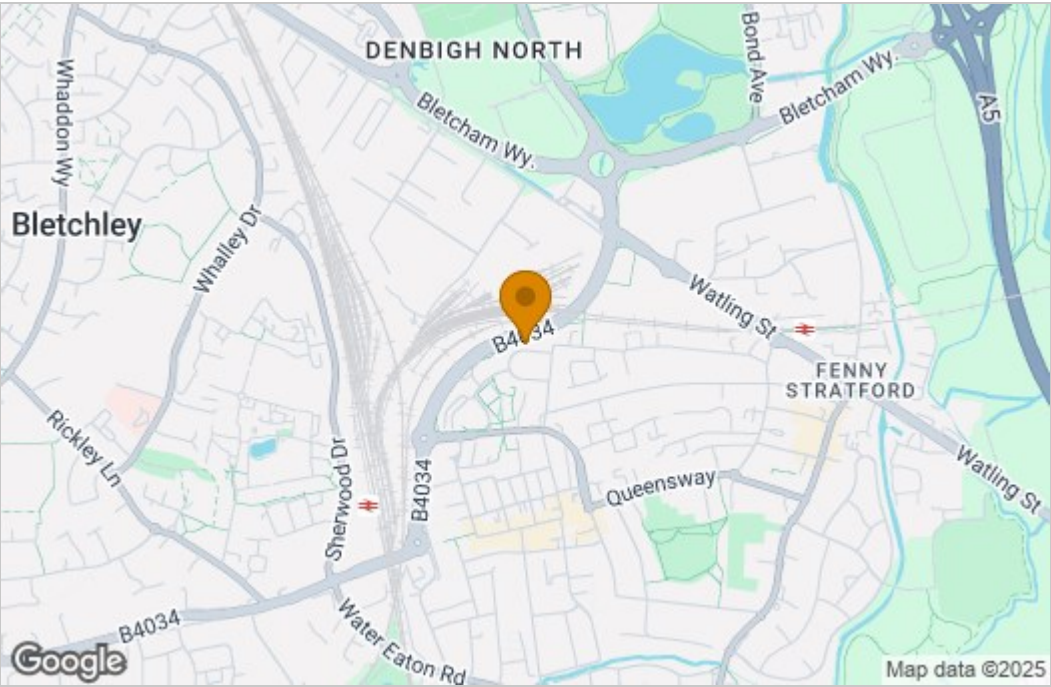 DENBIGH NORTH
Bond Ave
Bletcham Wy.
A5
Whaddon Wy
Bletcham Wy.
Bletchley
Whalley Dr
Watling St
B4034
FENNY
STRATFORD
Rickley Ln
Sherwood Dr
B4034
Queensway
Watling St
B4034
Water Eaton Rd
Google
Map data ©2025